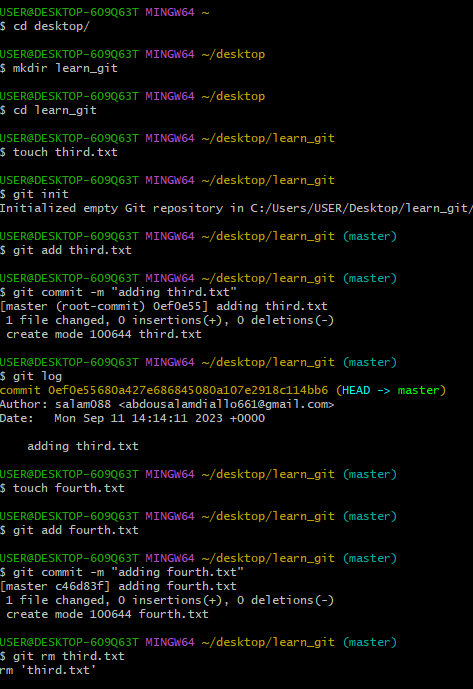 USER@DESKTOP-609Q63T MINGW64 ~
$ cd desktop/
USER@DESKTOP-609Q63T MINGW64 ~/desktop
$ mkdir learn_git
USER@DESKTOP-609Q63T MINGW64 ~/desktop
$ cd learn_git
USER@DESKTOP-609Q63T MINGW64 ~/desktop/learn_git
$ touch third.txt
USER@DESKTOP-609Q63T MINGW64 ~/desktop/learn_git
$ git init
Initialized empty Git repository in C:/Users/USER/Desktop/learn_git/
USER@DESKTOP-609Q63T MINGW64 ~/desktop/learn_git (master)
$ git add third.txt
USER@DESKTOP-609Q63T MINGW64 ~/desktop/learn_git (master)
$ git commit -m "adding third.txt"
[master (root-commit) 0ef0e55] adding third.txt
1 file changed, 0 insertions(+), 0 deletions(-)
create mode 100644 third.txt
USER@DESKTOP-609Q63T MINGW64 ~/desktop/learn_git (master)
$ git log
commit 0ef0e55680a427e686845080a107e2918c114bb6 (HEAD -> master)
Author: salam088 <abdousalamdiallo661@gmail.com>
Date:   Mon Sep 11 14:14:11 2023 +0000
adding third.txt
USER@DESKTOP-609Q63T MINGW64 ~/desktop/learn_git (master)
$ touch fourth.txt
USER@DESKTOP-609Q63T MINGW64 ~/desktop/learn_git (master)
$ git add fourth.txt
USER@DESKTOP-609Q63T MINGW64 ~/desktop/learn_git (master)
$ git commit -m "adding fourth.txt"
[master c46d83f] adding fourth.txt
1 file changed, 0 insertions(+), 0 deletions(-)
create mode 100644 fourth.txt
USER@DESKTOP-609Q63T MINGW64 ~/desktop/learn_git (master)
$ git rm third.txt
rm 'third.txt'